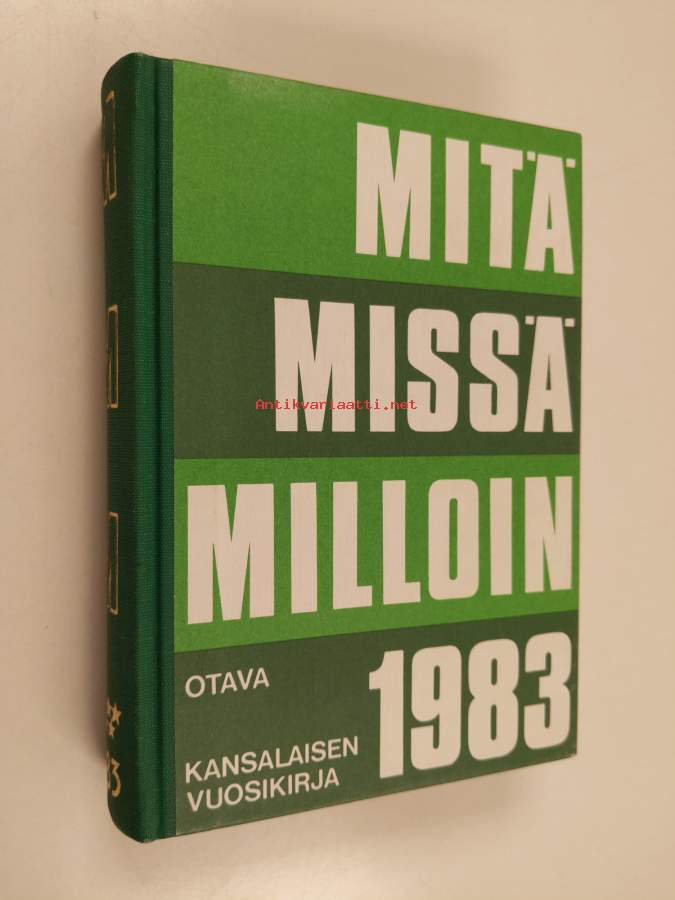 MITÄ
MISSÄ
Antikvariaatti.net
MILLOIN
OTAVA
1983
KANSALAISEN
VUOSIKIRJA